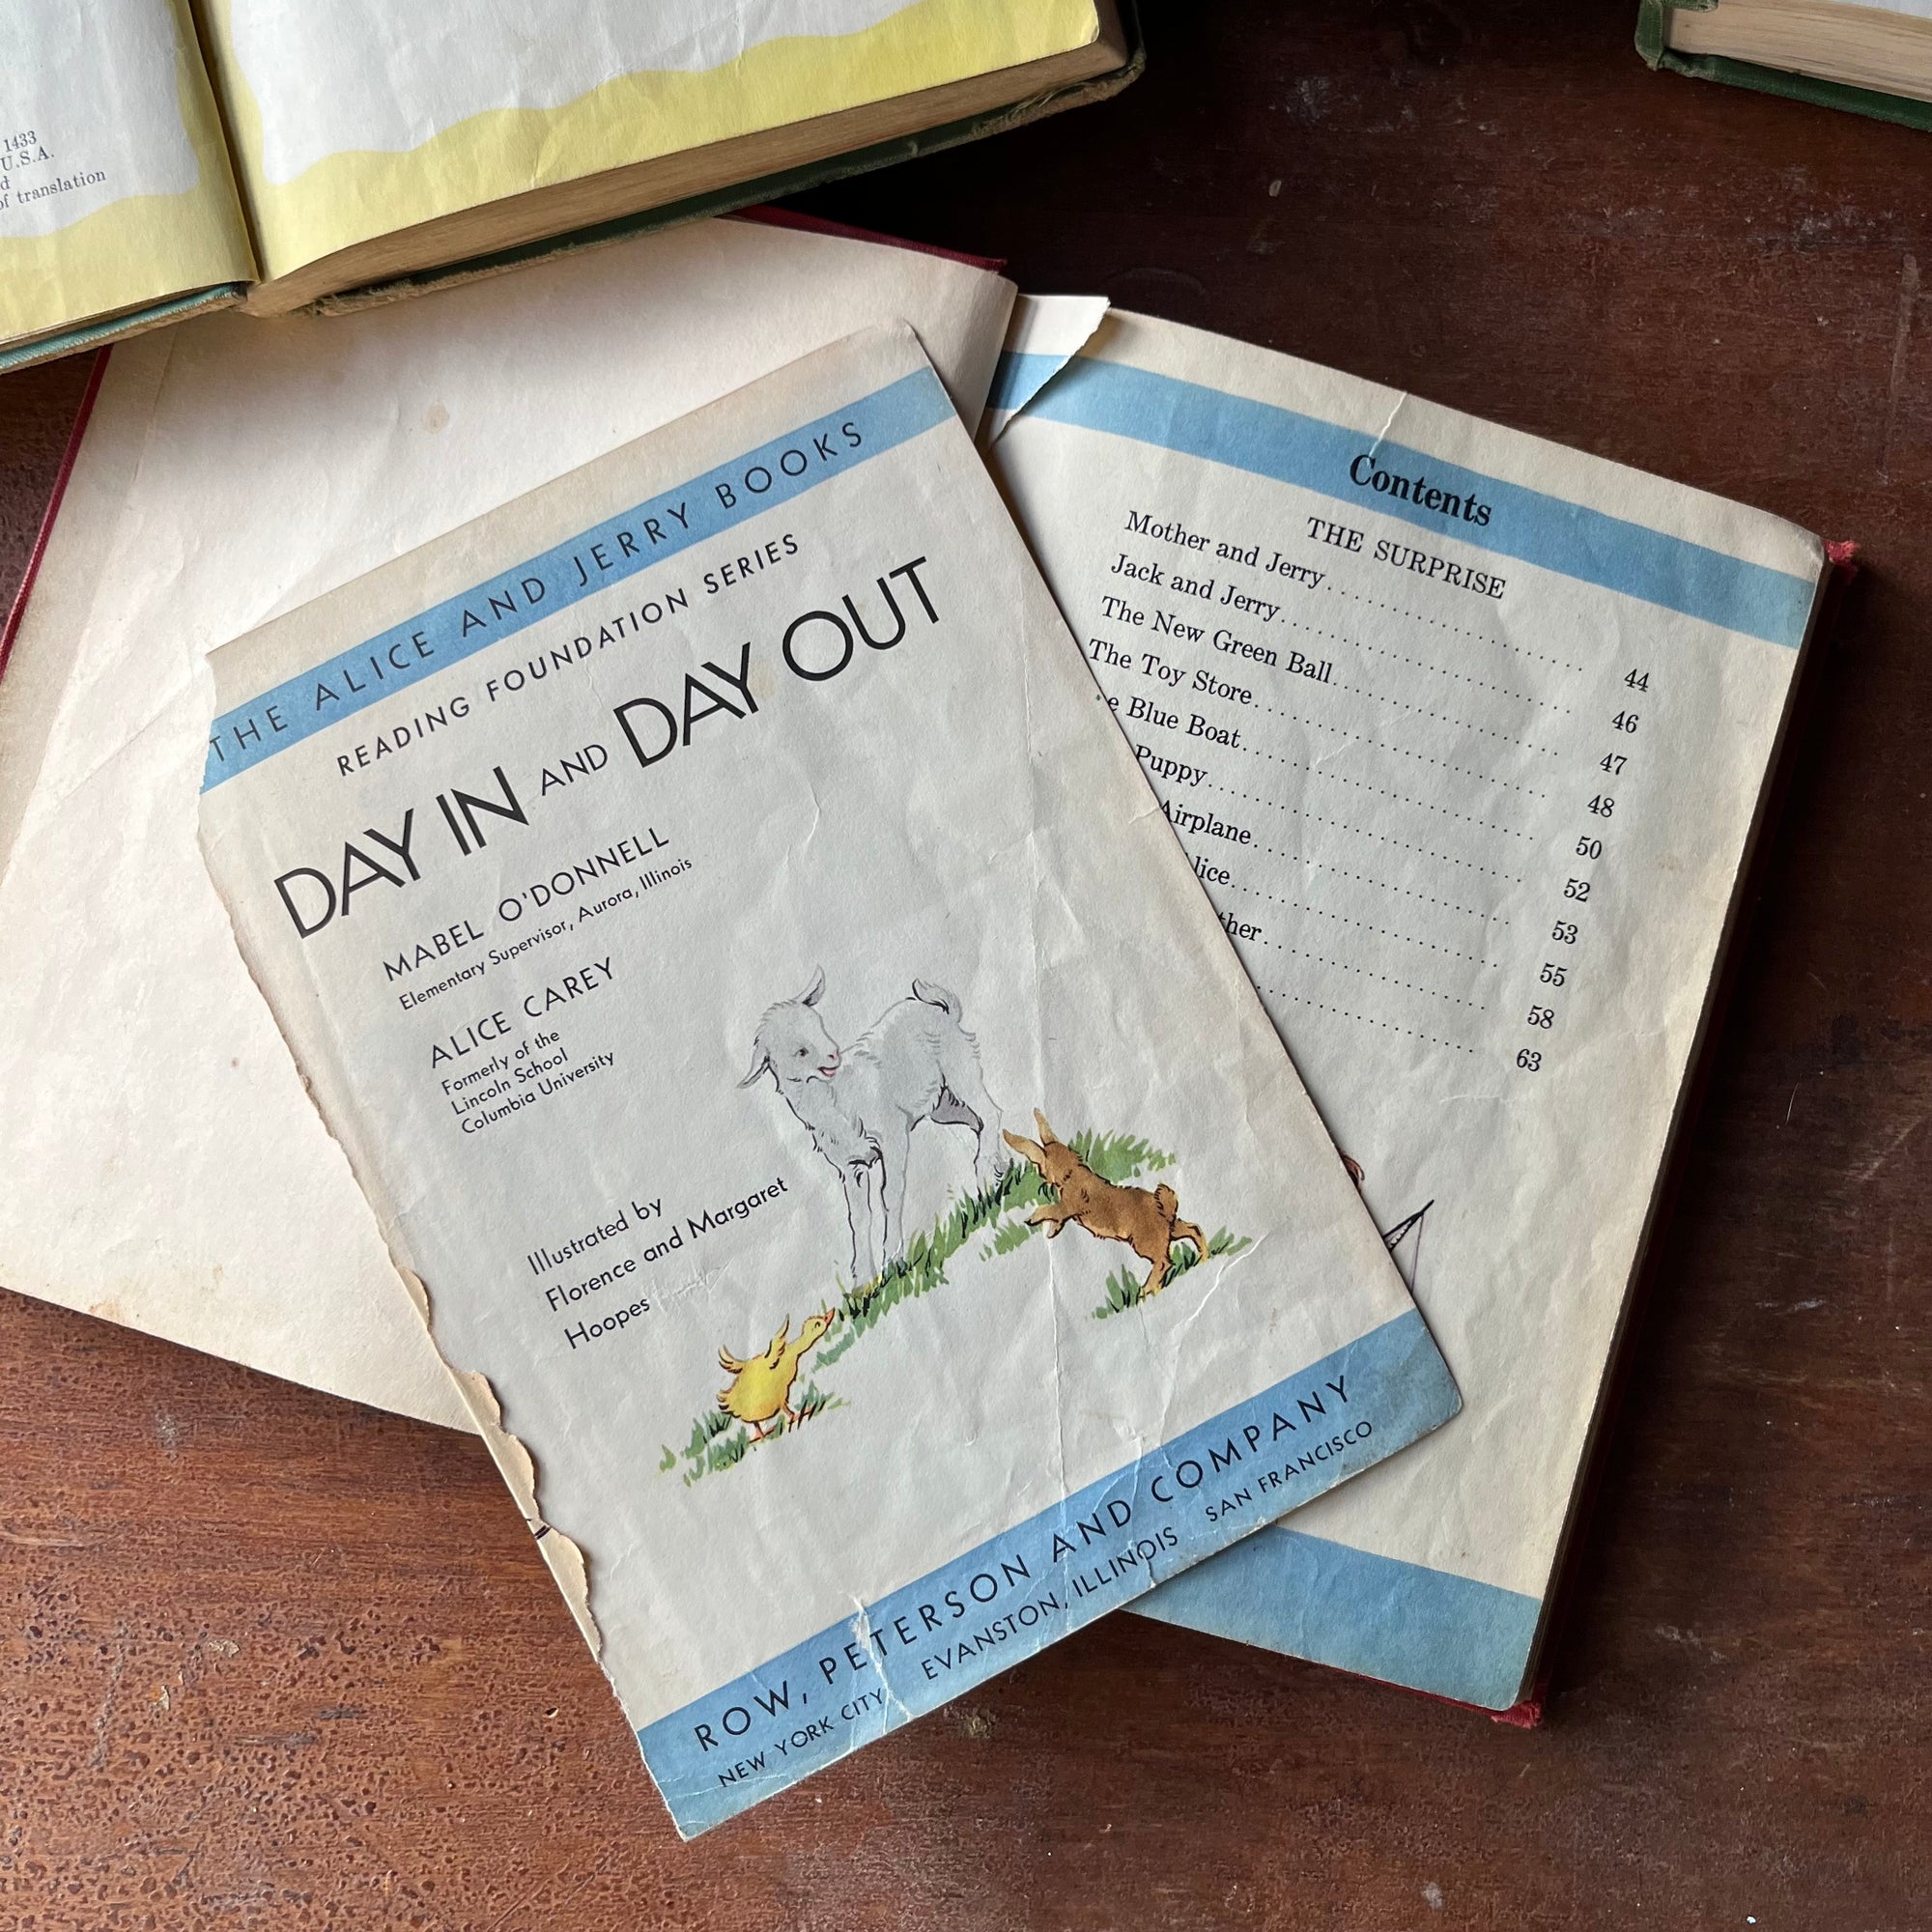 1433
U.S.A.
of translation
THE ALICE AND JERRY BOOKS
READING FOUNDATION SERIES
DAY IN AND DAY OUT
MABEL O'DONNELL
Elementary Supervisor, Aurora, Illinois
ALICE CAREY
Formerly of the
Lincoln School
Columbia University
Illustrated by
Florence and Margaret
Hoopes
ROW, PETERSON AND COMPANY
NEW YORK CITY EVANSTON, ILLINOIS SAN FRANCISCO
Contents
THE SURPRISE
Mother and Jerry 44
Jack and Jerry 46
The New Green Ball 47
The Toy Store 48
Blue Boat 50
Puppy 52
Airplane 53
55
58
63